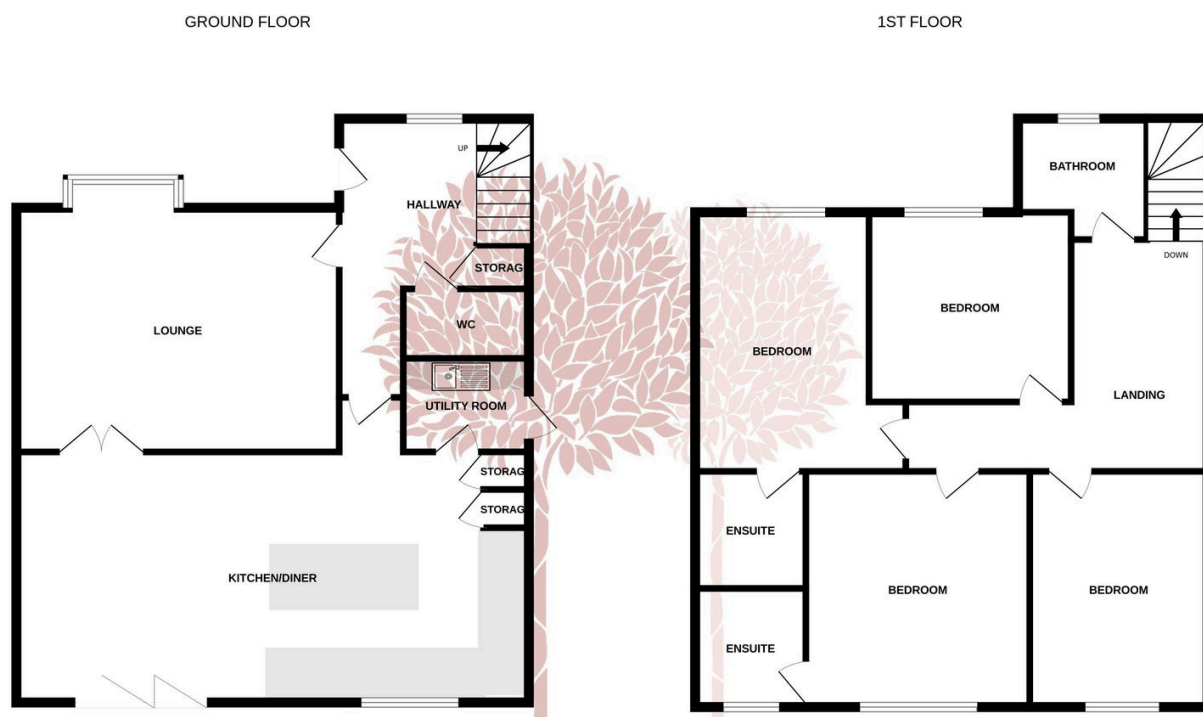 GROUND FLOOR
UP
HALLWAY
STORAG
LOUNGE
WC
UTILITY ROOM
STORAG
STORAG
KITCHEN/DINER
1ST FLOOR
BATHROOM
DOWN
BEDROOM
BEDROOM
LANDING
ENSUITE
BEDROOM
BEDROOM
ENSUITE